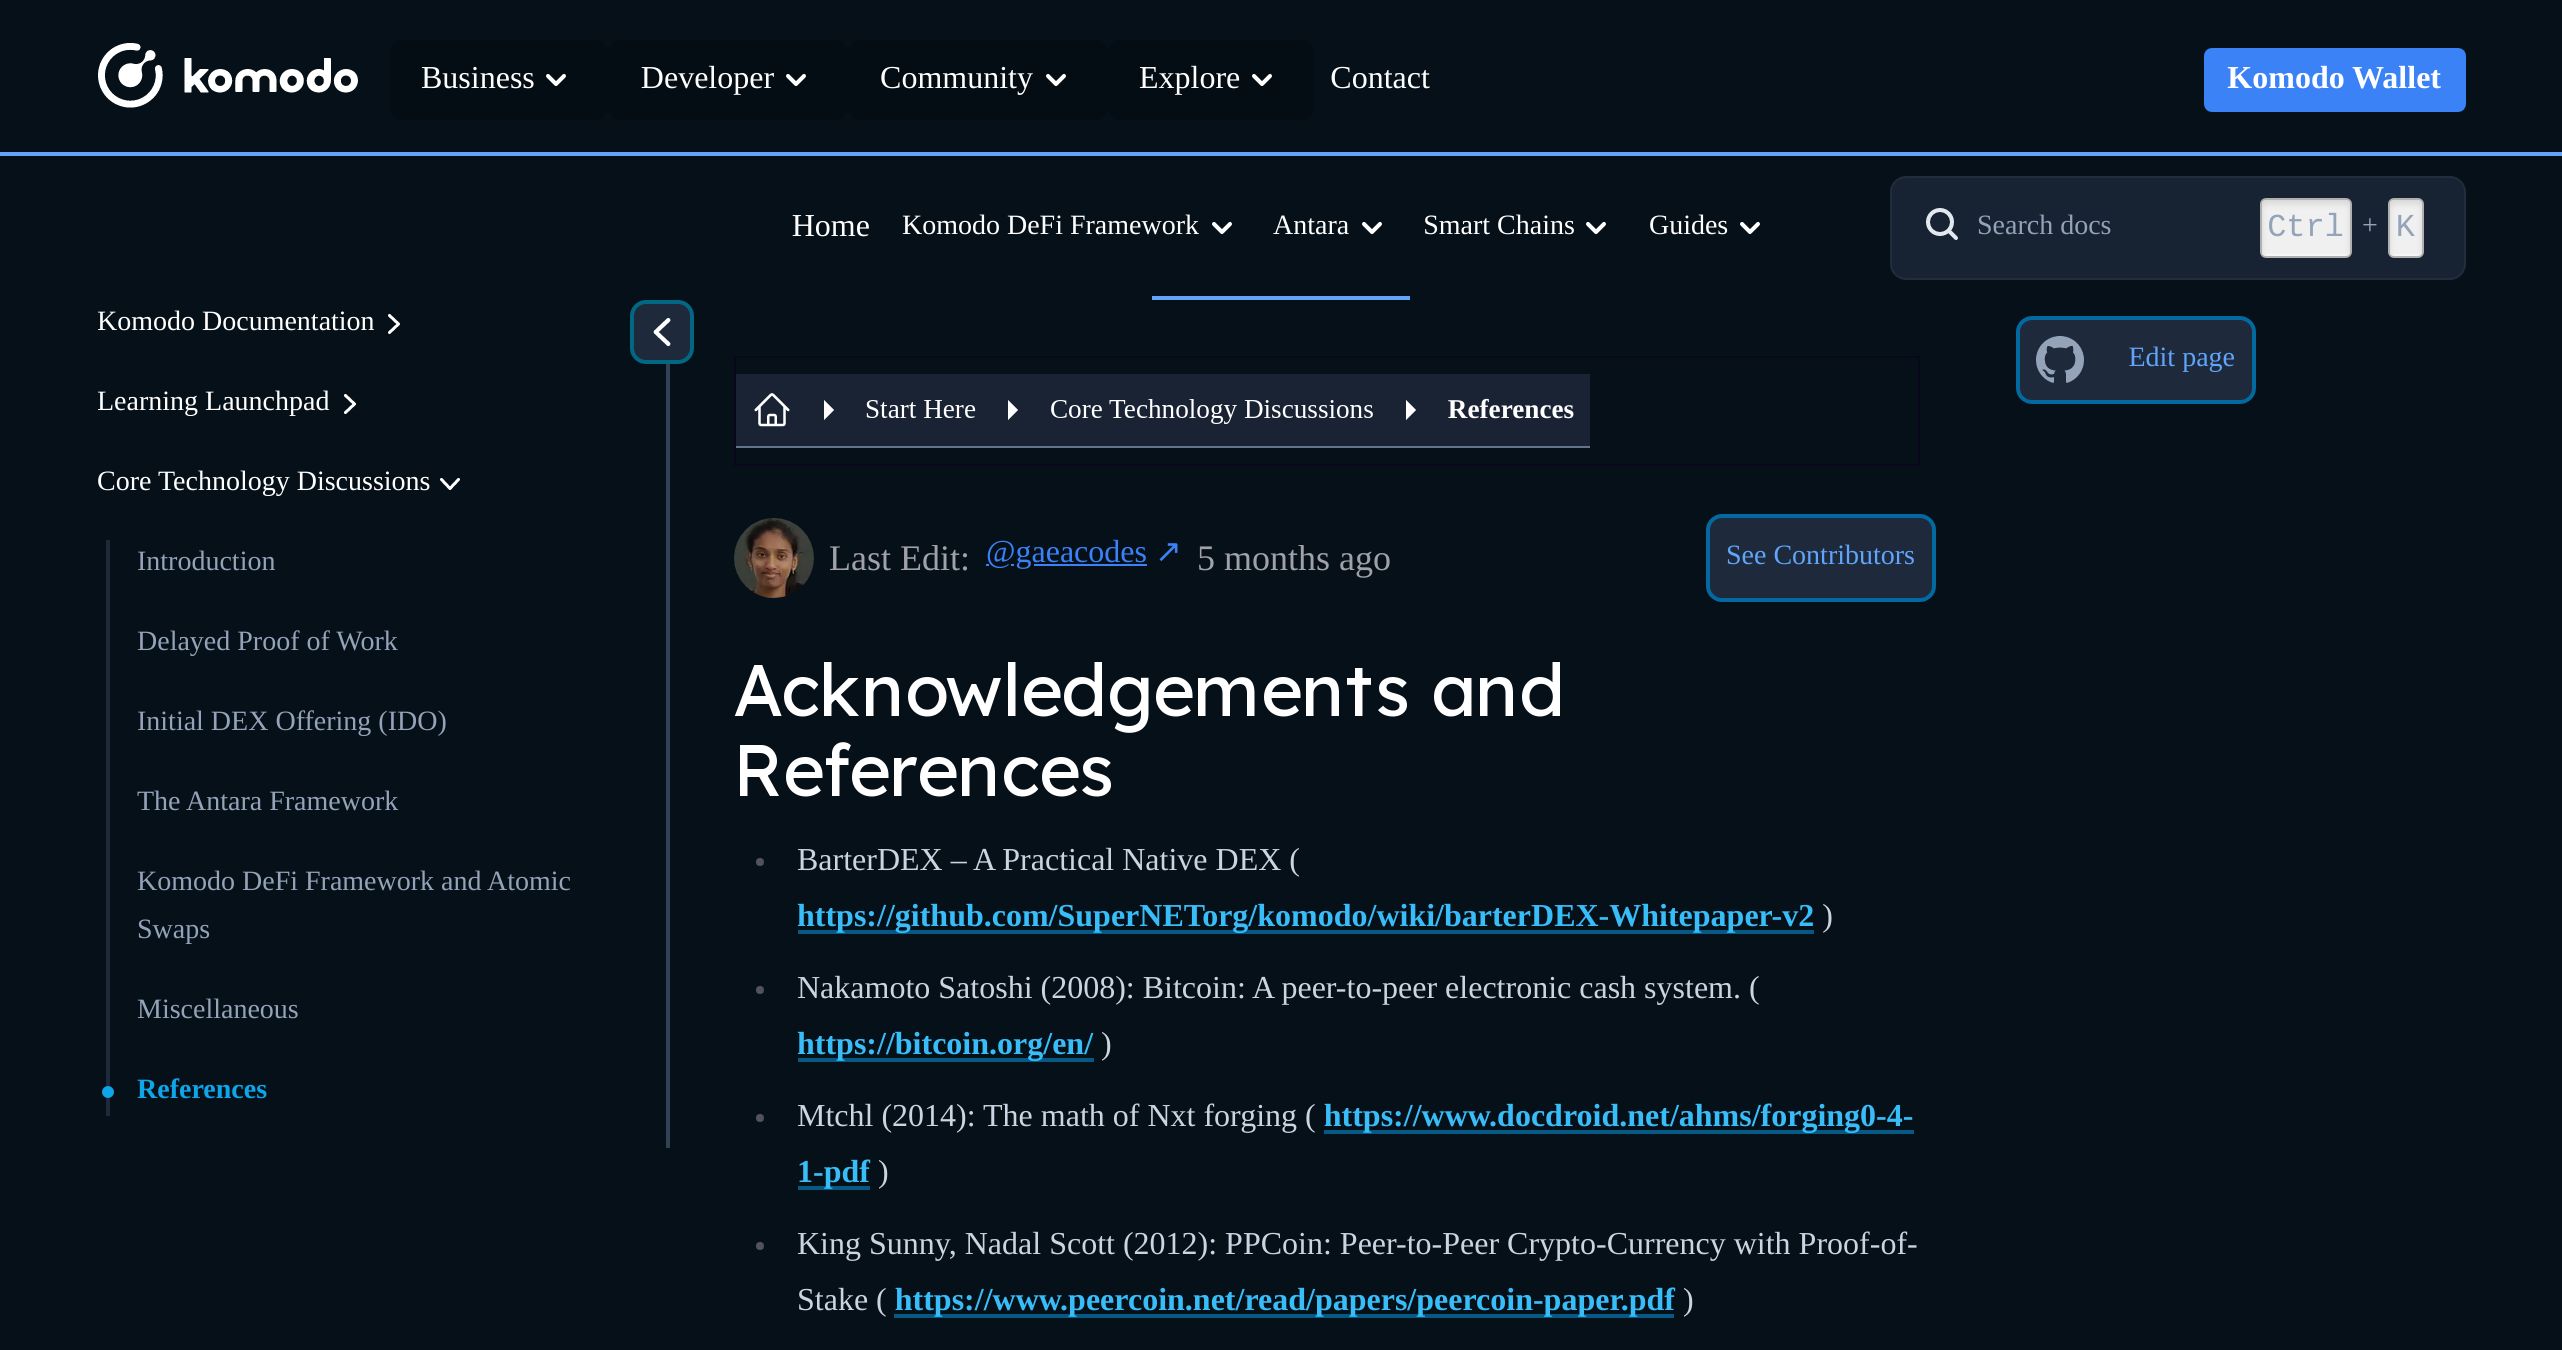 komodo
Business
Developer
Community
Explore
Contact
Komodo Wallet
Home
Komodo DeFi Framework
Antara
Smart Chains
Guides
Search docs
Ctrl + K
Komodo Documentation
Learning Launchpad
Core Technology Discussions
Introduction
Delayed Proof of Work
Initial DEX Offering (IDO)
The Antara Framework
Komodo DeFi Framework and Atomic
Swaps
Miscellaneous
References
Edit page
Start Here
Core Technology Discussions
References
Last Edit: @gaeacodes ↗ 5 months ago
See Contributors
Acknowledgements and
References
BarterDEX – A Practical Native DEX (
https://github.com/SuperNETorg/komodo/wiki/barterDEX-Whitepaper-v2 )
Nakamoto Satoshi (2008): Bitcoin: A peer-to-peer electronic cash system. (
https://bitcoin.org/en/ )
Mtchl (2014): The math of Nxt forging ( https://www.docdroid.net/ahms/forging0-4-
1-pdf )
King Sunny, Nadal Scott (2012): PPCoin: Peer-to-Peer Crypto-Currency with Proof-of-
Stake ( https://www.peercoin.net/read/papers/peercoin-paper.pdf )